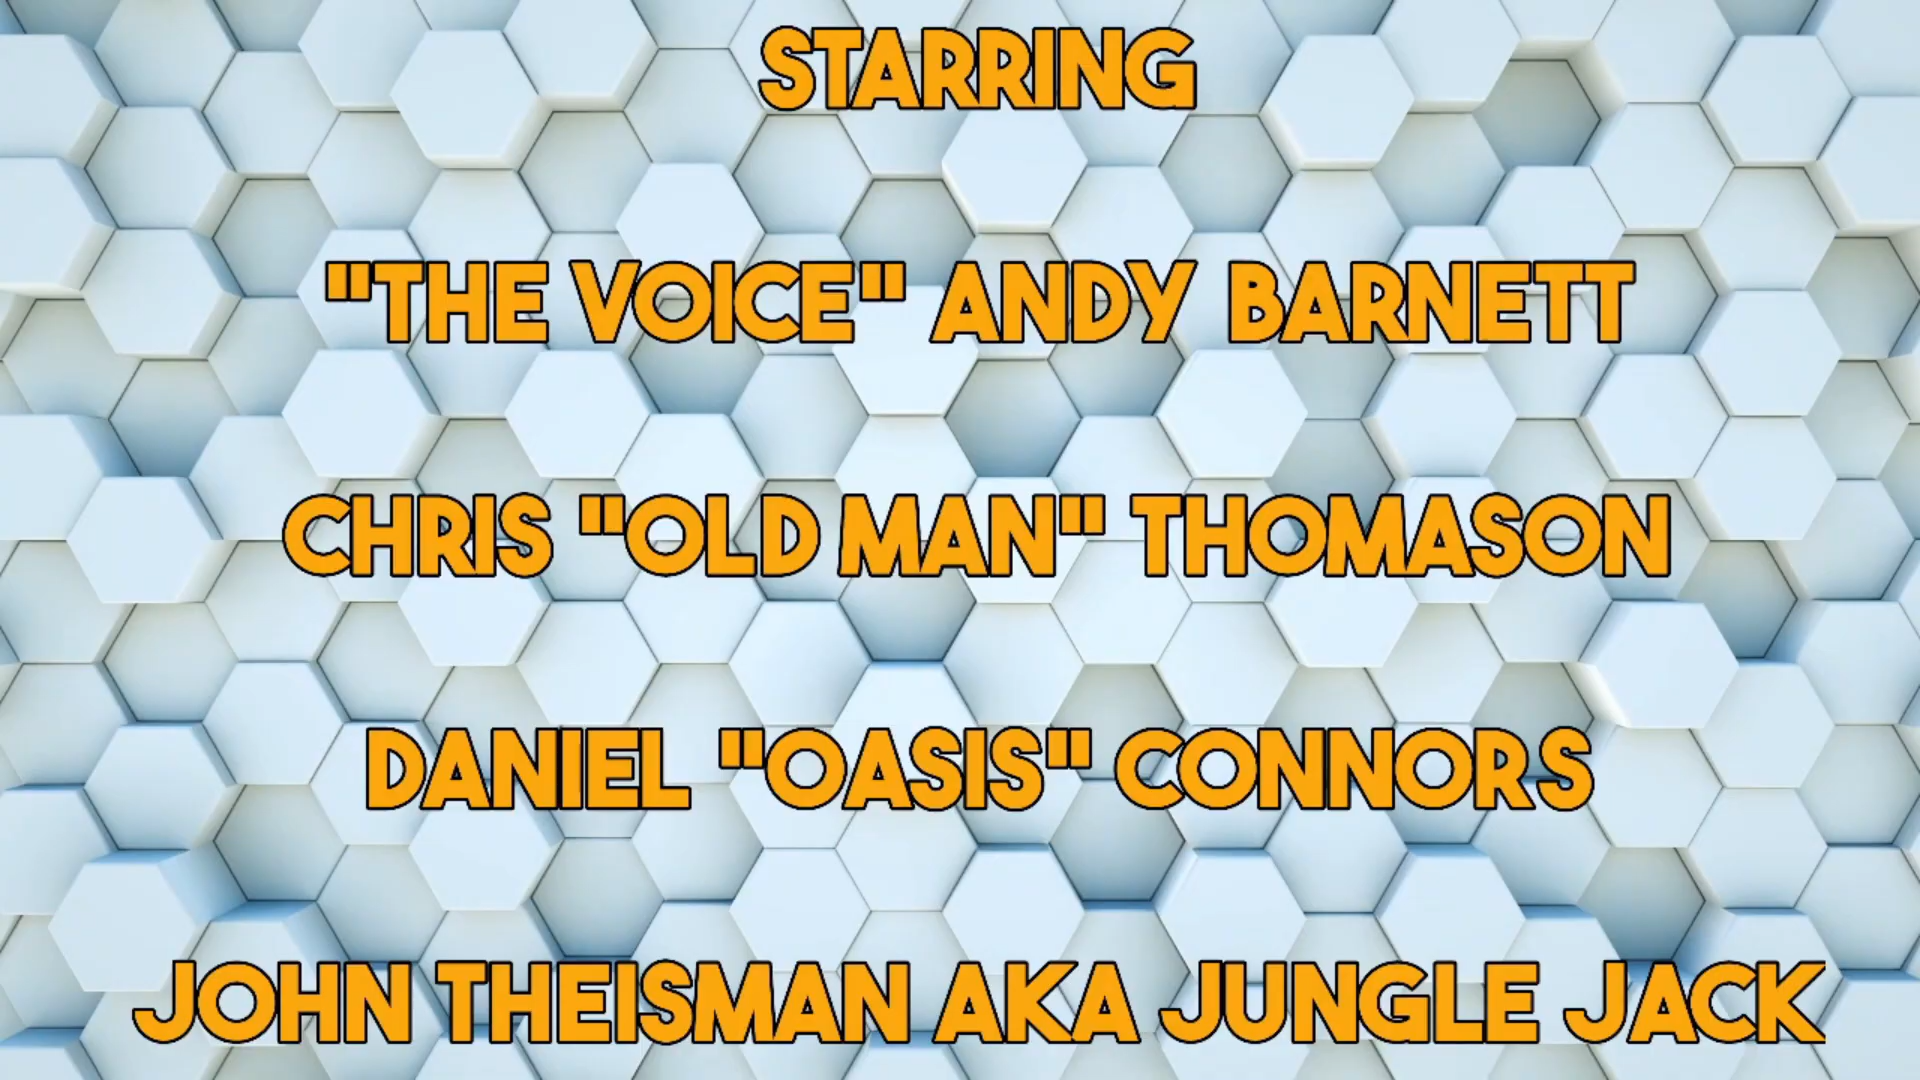 STARRING
"THE VOICE" ANDY BARNETT
CHRIS "OLD MAN" THOMASON
DANIEL "OASIS" CONNORS
JOHN THEISMAN AKA JUNGLE JACK